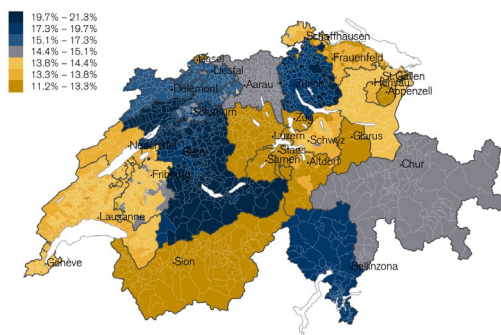 19.7% – 21.3%
17.3% – 19.7%
15.1% – 17.3%
14.4% – 15.1%
13.8% – 14.4%
13.3% – 13.8%
11.2% – 13.3%
Schaffhausen
Basel
Liestal
Frauenfeld
Aarau
St.Gallen
Herisau
Delémont
Appenzell
Solothurn
Zug
Luzern
Schwyz
Glarus
Stans
Sarnen
Altdorf
Chur
Fribourg
Lausanne
Genève
Sion
Bellinzona